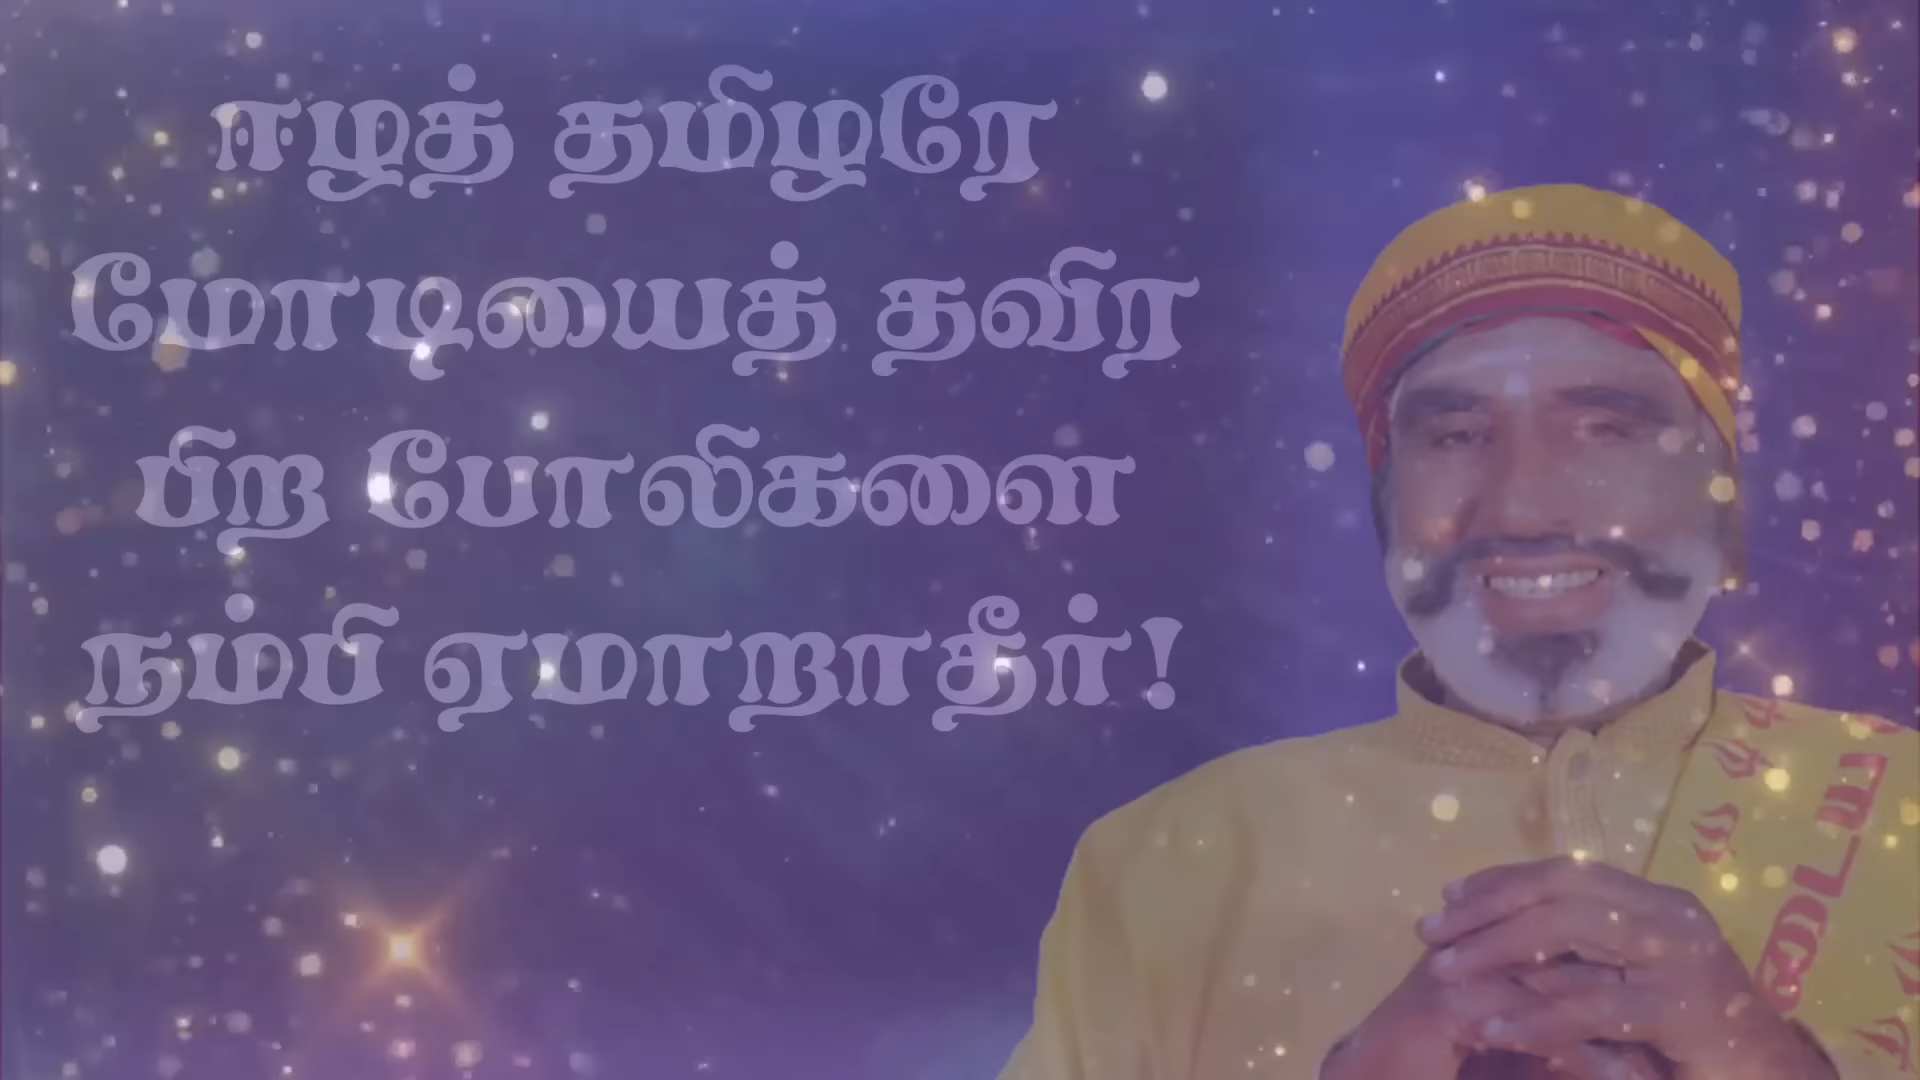 ஈழத் தமிழரே
மோடியைத் தவிர
பிற போலிகளை
நம்பி ஏமாறாதீர்!
டைய